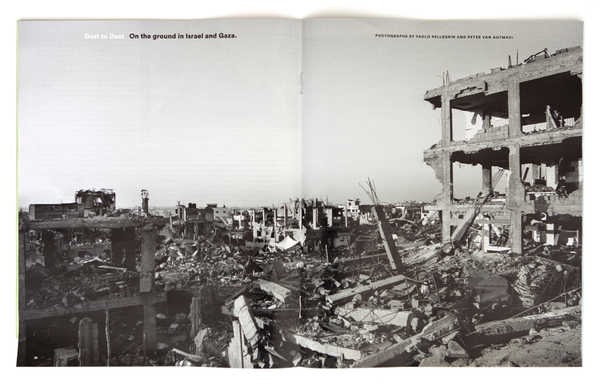 Dust to Dust On the ground in Israel and Gaza.
PHOTOGRAPHS BY PAOLO PELLEGRIN AND PETER VAN AGTMAEL